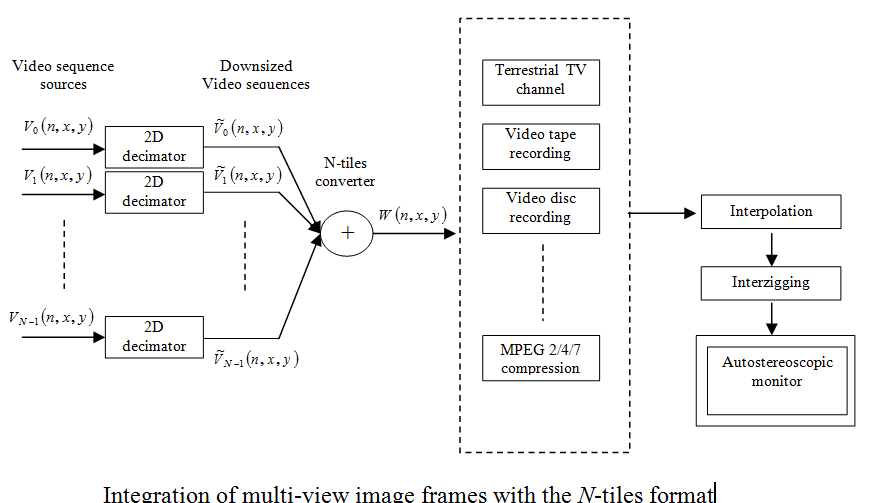 Video sequence
sources
Downsized
Video sequences
V₀(n, x, y)
2D
decimator
Ṽ₀(n, x, y)
V₁(n, x, y)
2D
decimator
Ṽ₁(n, x, y)
V_{N−1}(n, x, y)
2D
decimator
Ṽ_{N−1}(n, x, y)
N-tiles
converter
+
W(n, x, y)
Terrestrial TV
channel
Video tape
recording
Video disc
recording
MPEG 2/4/7
compression
Interpolation
Interzigging
Autostereoscopic
monitor
Integration of multi-view image frames with the N-tiles format